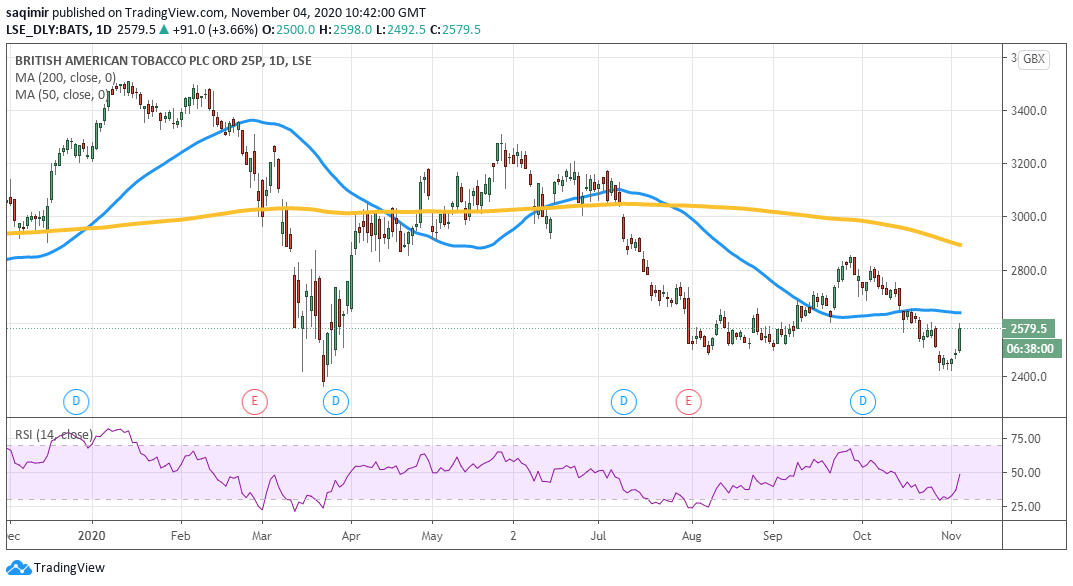 saqimir published on TradingView.com, November 04, 2020 10:42:00 GMT
LSE_DLY:BATS, 1D 2579.5 ▲ +91.0 (+3.66%) O:2500.0 H:2598.0 L:2492.5 C:2579.5
BRITISH AMERICAN TOBACCO PLC ORD 25P, 1D, LSE
MA (200, close, 0)
MA (50, close, 0)
GBX
3400.0
3200.0
3000.0
2800.0
2579.5
06:38:00
2400.0
D E D D E D
RSI (14, close)
75.00
50.00
25.00
ec 2020 Feb Mar Apr May 2 Jul Aug Sep Oct Nov
TradingView